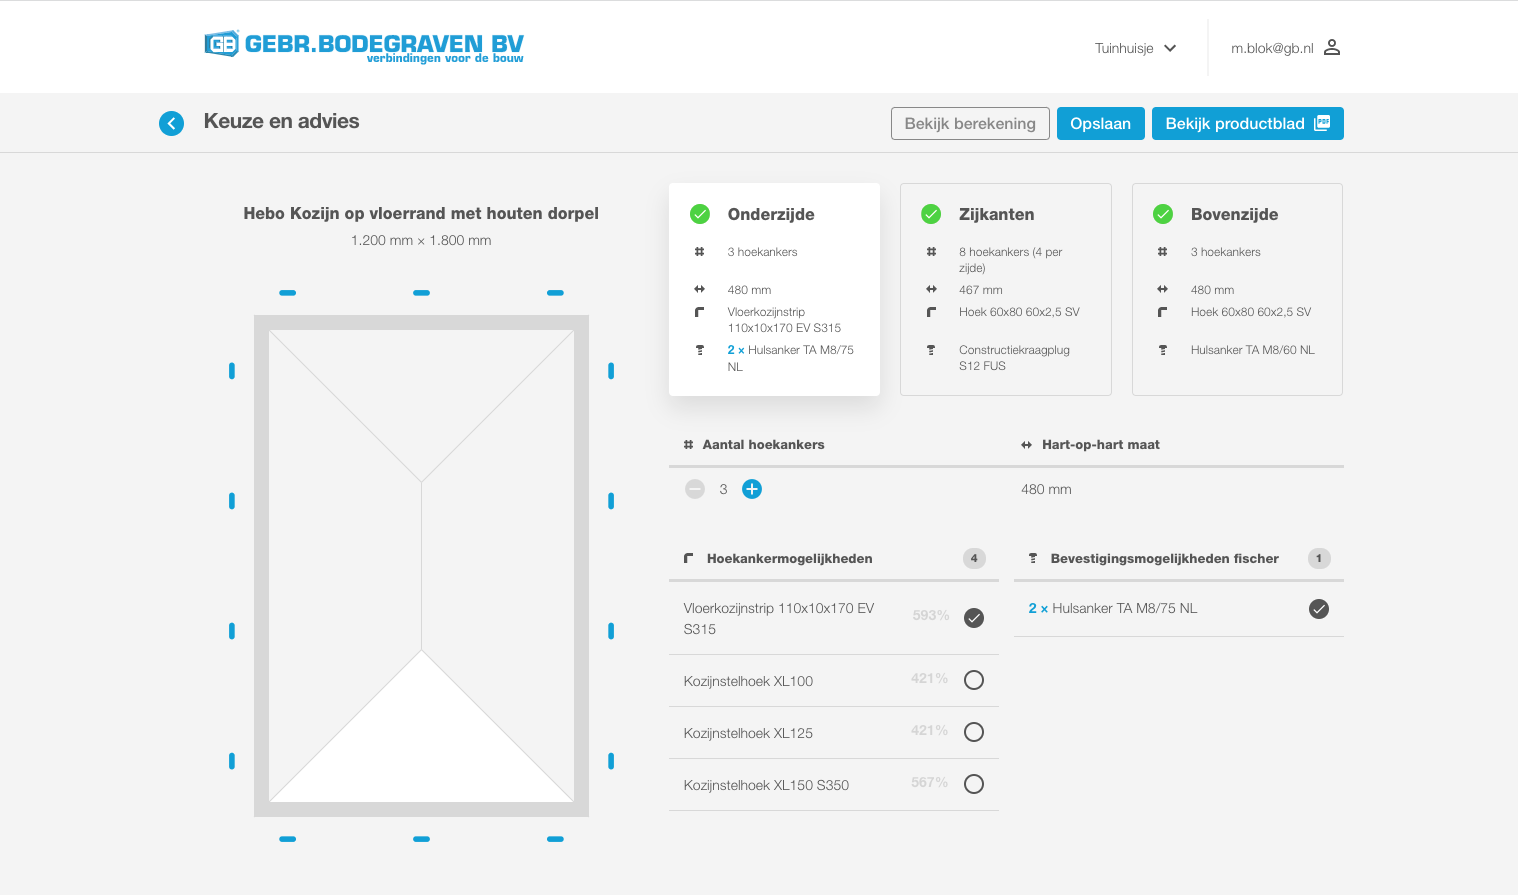 GB GEBR.BODEGRAVEN BV
verbindingen voor de bouw
Tuinhuisje
m.blok@gb.nl
Keuze en advies
Bekijk berekening
Opslaan
Bekijk productblad PDF
Hebo Kozijn op vloerrand met houten dorpel
1.200 mm × 1.800 mm
Onderzijde
3 hoekankers
480 mm
Vloerkozijnstrip
110x10x170 EV S315
2 × Hulsanker TA M8/75
NL
Zijkanten
8 hoekankers (4 per
zijde)
467 mm
Hoek 60x80 60x2,5 SV
Constructiekraagplug
S12 FUS
Bovenzijde
3 hoekankers
480 mm
Hoek 60x80 60x2,5 SV
Hulsanker TA M8/60 NL
Aantal hoekankers
Hart-op-hart maat
3
480 mm
Hoekankermogelijkheden 4
Vloerkozijnstrip 110x10x170 EV
S315
593%
Kozijnstelhoek XL100 421%
Kozijnstelhoek XL125 421%
Kozijnstelhoek XL150 S350 567%
Bevestigingsmogelijkheden fischer 1
2 × Hulsanker TA M8/75 NL